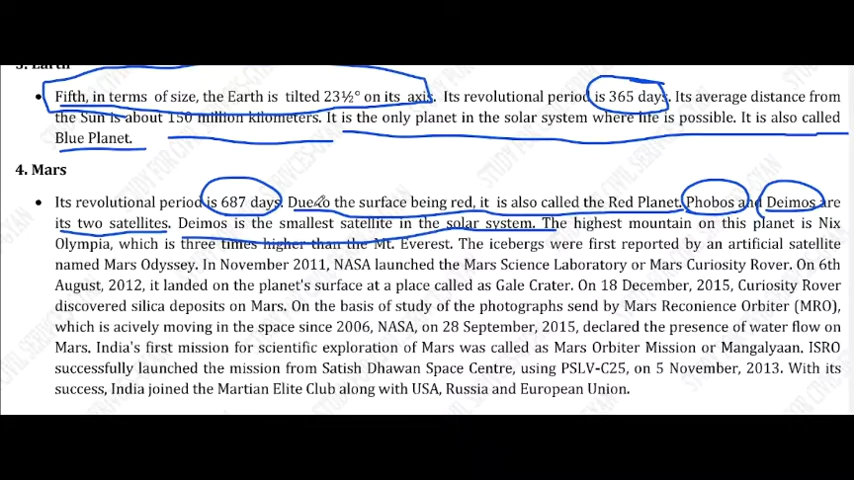 3. Earth
• Fifth, in terms of size, the Earth is tilted 23½° on its axis. Its revolutional period is 365 days. Its average distance from
the Sun is about 150 million kilometers. It is the only planet in the solar system where life is possible. It is also called
Blue Planet.
4. Mars
• Its revolutional period is 687 days. Due to the surface being red, it is also called the Red Planet. Phobos and Deimos are
its two satellites. Deimos is the smallest satellite in the solar system. The highest mountain on this planet is Nix
Olympia, which is three times higher than the Mt. Everest. The icebergs were first reported by an artificial satellite
named Mars Odyssey. In November 2011, NASA launched the Mars Science Laboratory or Mars Curiosity Rover. On 6th
August, 2012, it landed on the planet's surface at a place called as Gale Crater. On 18 December, 2015, Curiosity Rover
discovered silica deposits on Mars. On the basis of study of the photographs send by Mars Reconience Orbiter (MRO),
which is acively moving in the space since 2006, NASA, on 28 September, 2015, declared the presence of water flow on
Mars. India's first mission for scientific exploration of Mars was called as Mars Orbiter Mission or Mangalyaan. ISRO
successfully launched the mission from Satish Dhawan Space Centre, using PSLV-C25, on 5 November, 2013. With its
success, India joined the Martian Elite Club along with USA, Russia and European Union.